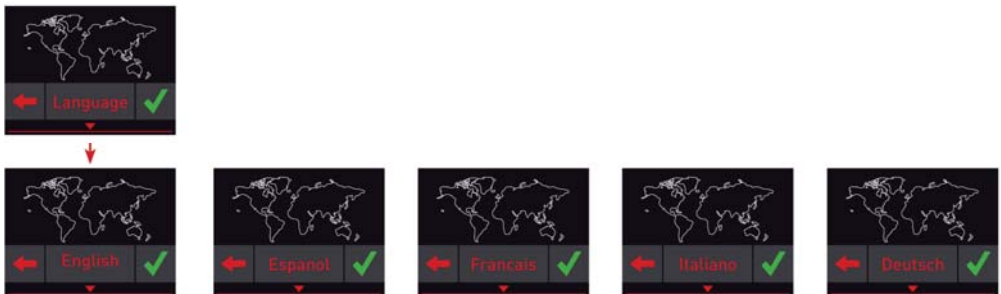 Language
English
Espanol
Francais
Italiano
Deutsch